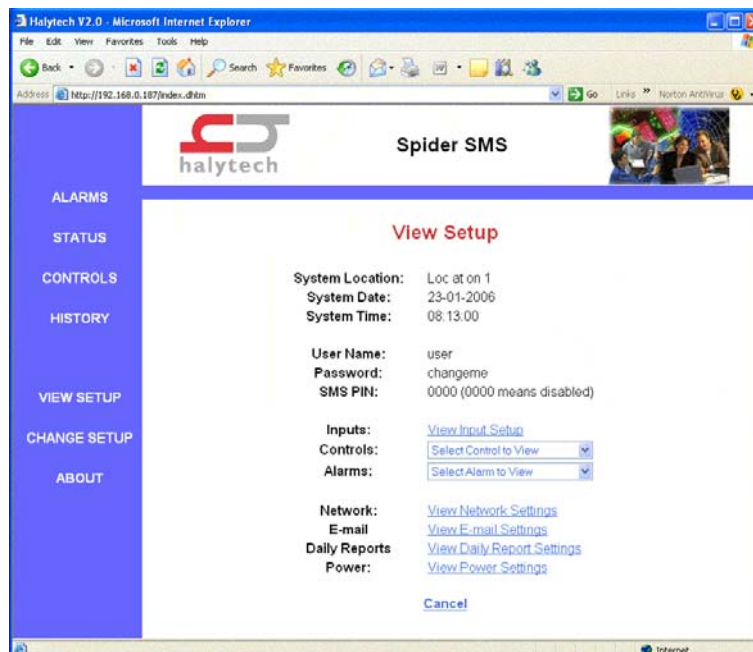 Halytech V2.0 - Microsoft Internet Explorer
File Edit View Favorites Tools Help
Back Search Favorites
Address http://192.168.0.187/index.dhtm Go Links » Norton AntiVirus
halytech
Spider SMS
ALARMS
STATUS
CONTROLS
HISTORY
VIEW SETUP
CHANGE SETUP
ABOUT
View Setup
System Location: Loc at on 1
System Date: 23-01-2006
System Time: 08:13.00
User Name: user
Password: changeme
SMS PIN: 0000 (0000 means disabled)
Inputs: View Input Setup
Controls: Select Control to View
Alarms: Select Alarm to View
Network: View Network Settings
E-mail View E-mail Settings
Daily Reports View Daily Report Settings
Power: View Power Settings
Cancel
Internet